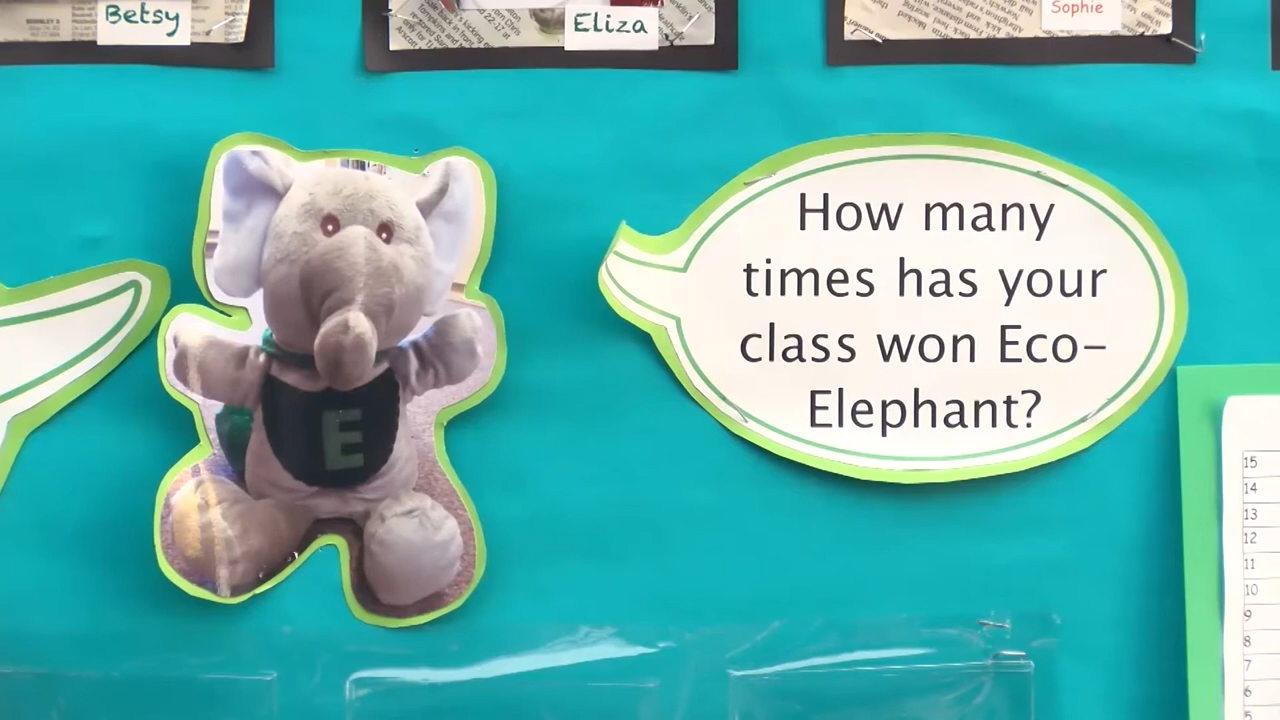 Betsy
Eliza
Sophie
How many
times has your
class won Eco-
Elephant?
E
15
14
13
12
11
10
9
8
7
6
5